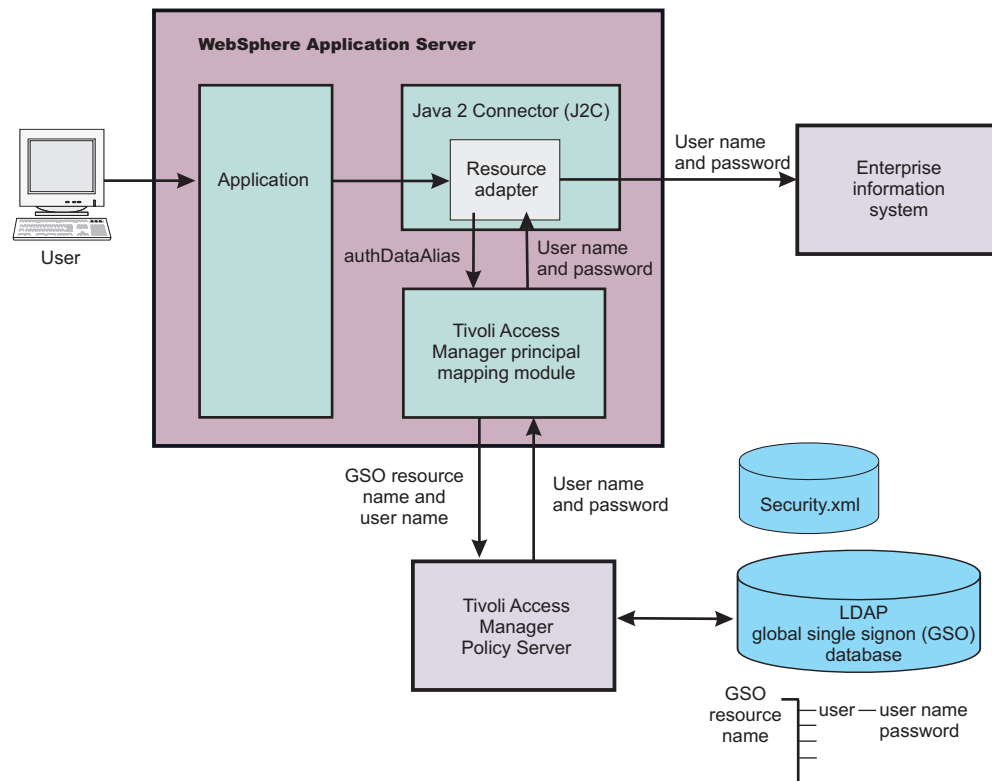 WebSphere Application Server
Java 2 Connector (J2C)
User name
and password
Application
Resource
adapter
Enterprise
information
system
User
authDataAlias
User name
and password
Tivoli Access
Manager principal
mapping module
GSO resource
name and
user name
User name
and password
Security.xml
Tivoli Access
Manager
Policy Server
LDAP
global single signon (GSO)
database
GSO
resource
name
user
user name
password